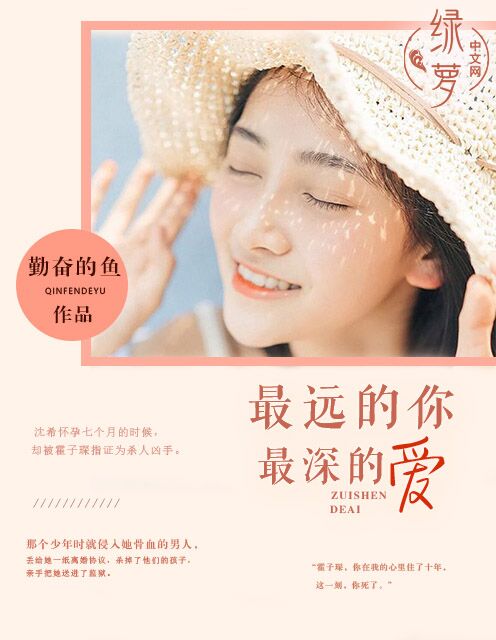 绿萝
中文网
勤奋的鱼
QINFENDEYU
作品
最远的你
最深的爱
ZUISHEN
DEAI
沈希怀孕七个月的时候，
却被霍子琛指证为杀人凶手。
////////////
那个少年时就侵入她骨血的男人，
丢给她一纸离婚协议，杀掉了他们的孩子，
亲手把她送进了监狱。
“霍子琛，你在我的心里住了十年，
这一刻，你死了。”